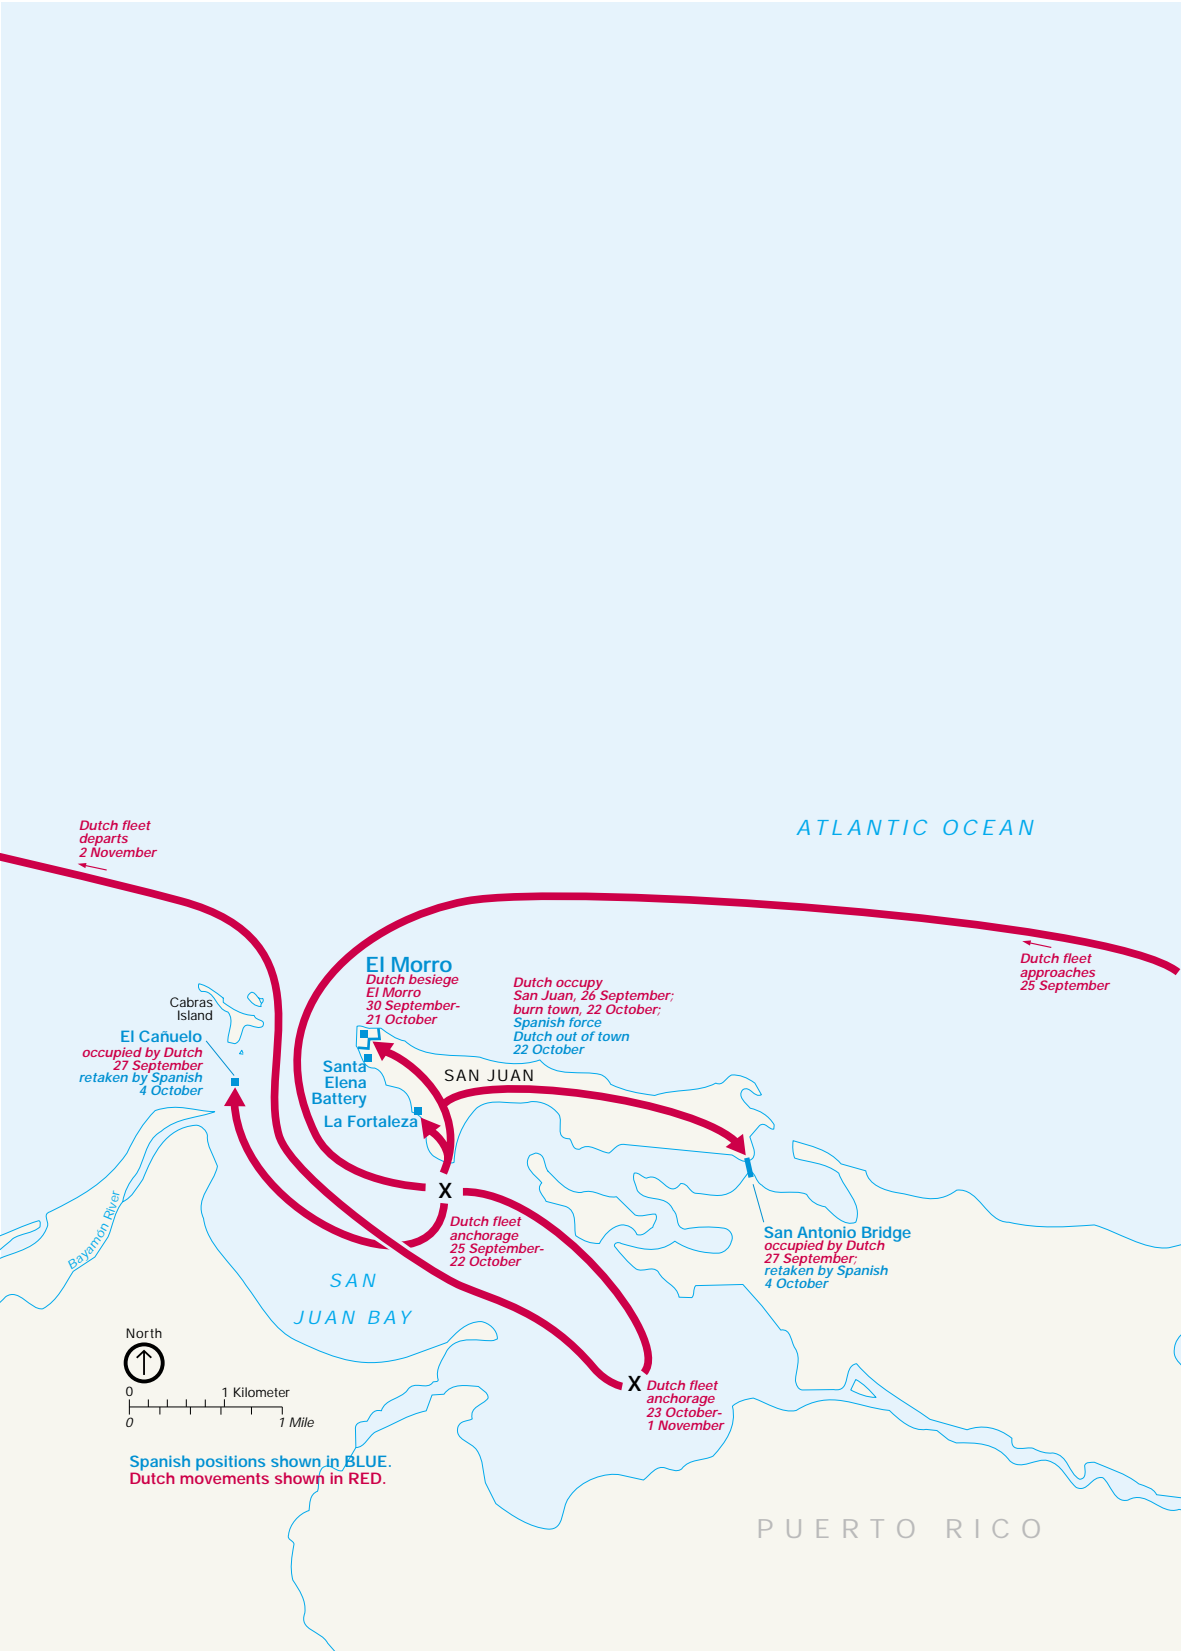 Dutch fleet
departs
2 November
ATLANTIC OCEAN
Dutch fleet
approaches
25 September
El Morro
Dutch besiege
El Morro
30 September-
21 October
Dutch occupy
San Juan, 26 September;
burn town, 22 October;
Spanish force
Dutch out of town
22 October
Cabras
Island
El Cañuelo
occupied by Dutch
27 September
retaken by Spanish
4 October
Santa
Elena
Battery
SAN JUAN
La Fortaleza
X
Dutch fleet
anchorage
25 September-
22 October
San Antonio Bridge
occupied by Dutch
27 September;
retaken by Spanish
4 October
Bayamón River
SAN
JUAN BAY
North
0
1 Kilometer
0
1 Mile
X
Dutch fleet
anchorage
23 October-
1 November
Spanish positions shown in BLUE.
Dutch movements shown in RED.
PUERTO RICO